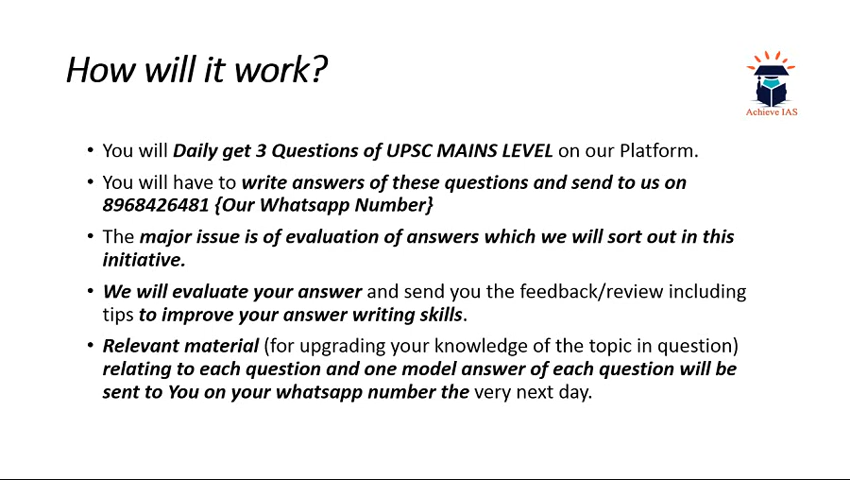 How will it work?
Achieve IAS
• You will Daily get 3 Questions of UPSC MAINS LEVEL on our Platform.
• You will have to write answers of these questions and send to us on
8968426481 {Our Whatsapp Number}
• The major issue is of evaluation of answers which we will sort out in this
initiative.
• We will evaluate your answer and send you the feedback/review including
tips to improve your answer writing skills.
• Relevant material (for upgrading your knowledge of the topic in question)
relating to each question and one model answer of each question will be
sent to You on your whatsapp number the very next day.